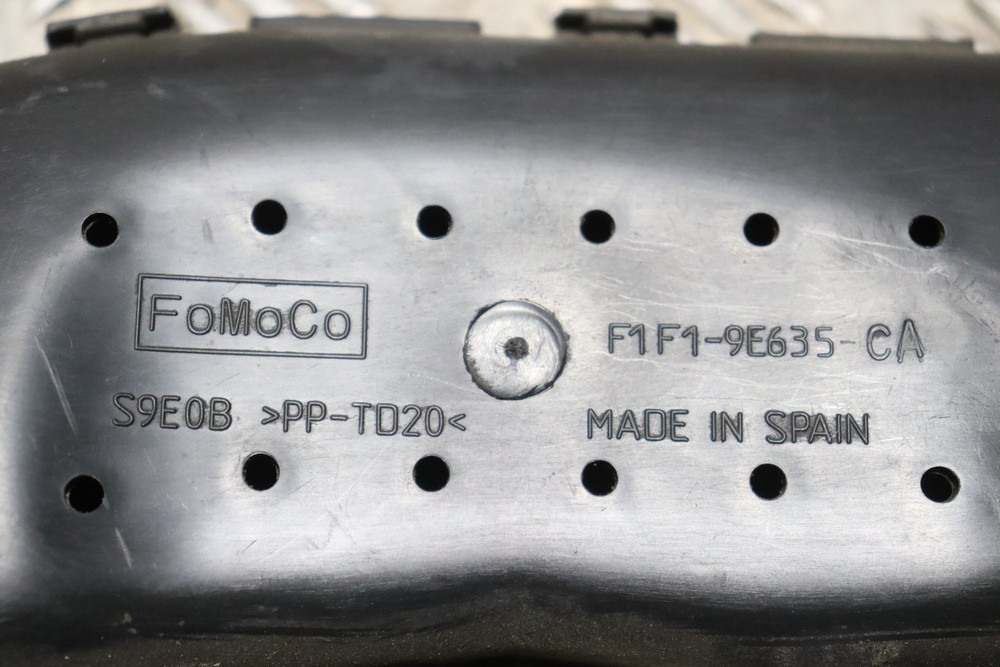 FoMoCo
F1F1-9E635-CA
S9E0B >PP-TD20<
MADE IN SPAIN